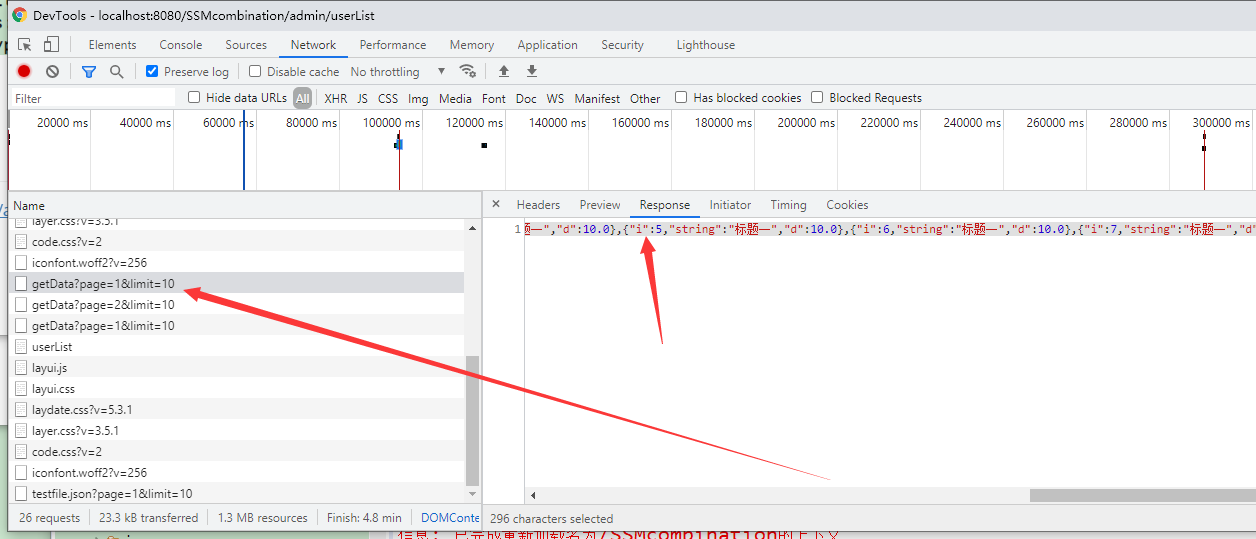 DevTools - localhost:8080/SSMcombination/admin/userList
Elements Console Sources Network Performance Memory Application Security Lighthouse
Preserve log Disable cache No throttling
Filter Hide data URLs All XHR JS CSS Img Media Font Doc WS Manifest Other Has blocked cookies Blocked Requests
20000 ms 40000 ms 60000 ms 80000 ms 100000 ms 120000 ms 140000 ms 160000 ms 180000 ms 200000 ms 220000 ms 240000 ms 260000 ms 280000 ms 300000 ms
Name
layer.css?v=3.5.1
code.css?v=2
iconfont.woff2?v=256
getData?page=1&limit=10
getData?page=2&limit=10
getData?page=1&limit=10
userList
layui.js
layui.css
laydate.css?v=5.3.1
layer.css?v=3.5.1
code.css?v=2
iconfont.woff2?v=256
testfile.json?page=1&limit=10
26 requests 23.3 kB transferred 1.3 MB resources Finish: 4.8 min DOMConte
× Headers Preview Response Initiator Timing Cookies
1 题一","d":10.0},{"i":5,"string":"标题一","d":10.0},{"i":6,"string":"标题一","d":10.0},{"i":7,"string":"标题一","d"
296 characters selected
信息: 已完成重新加载名为/SSMcombination的上下文